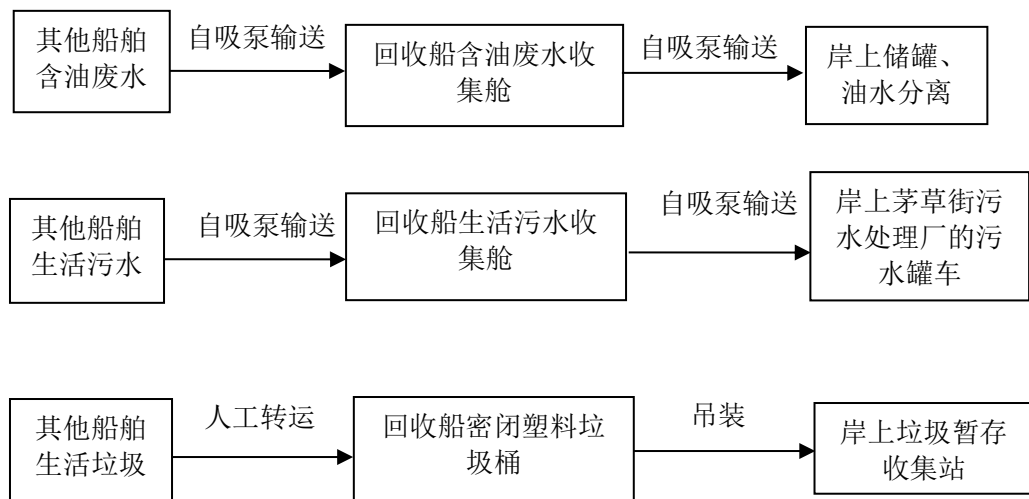 其他船舶
含油废水
自吸泵输送
回收船含油废水收
集舱
自吸泵输送
岸上储罐、
油水分离
其他船舶
生活污水
自吸泵输送
回收船生活污水收
集舱
自吸泵输送
岸上茅草街污
水处理厂的污
水罐车
其他船舶
生活垃圾
人工转运
回收船密闭塑料垃
圾桶
吊装
岸上垃圾暂存
收集站